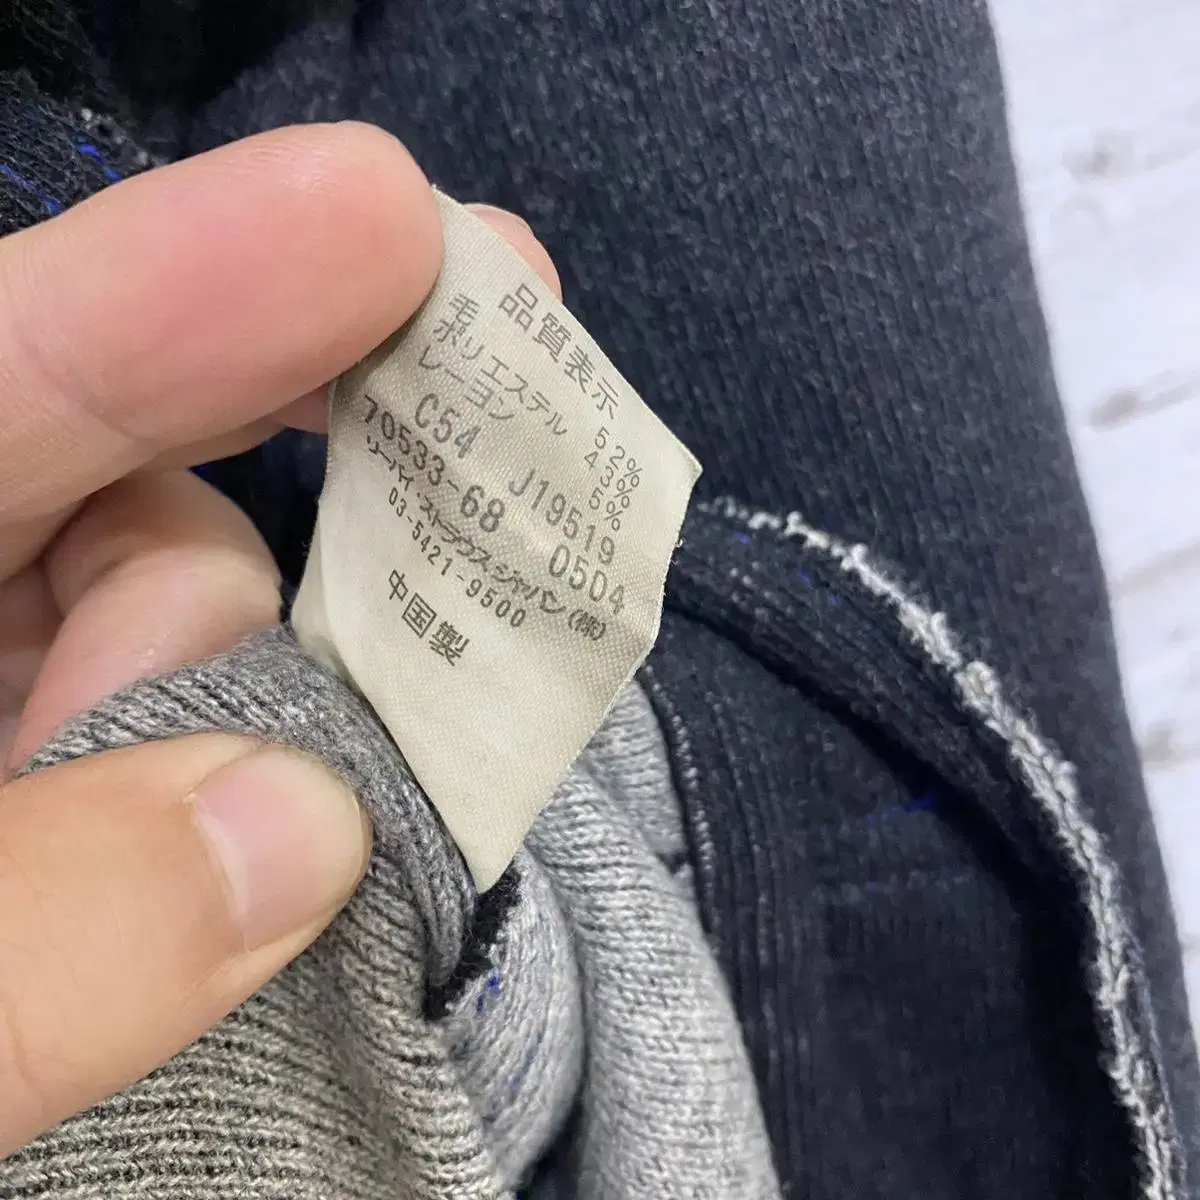 品質表示
毛 52%
ポリエステル 43%
レーヨン 5%
C54 J19519
70533-68 05D4
リーバイ・ストラウス ジャパン(株)
03-5421-9500
中国製